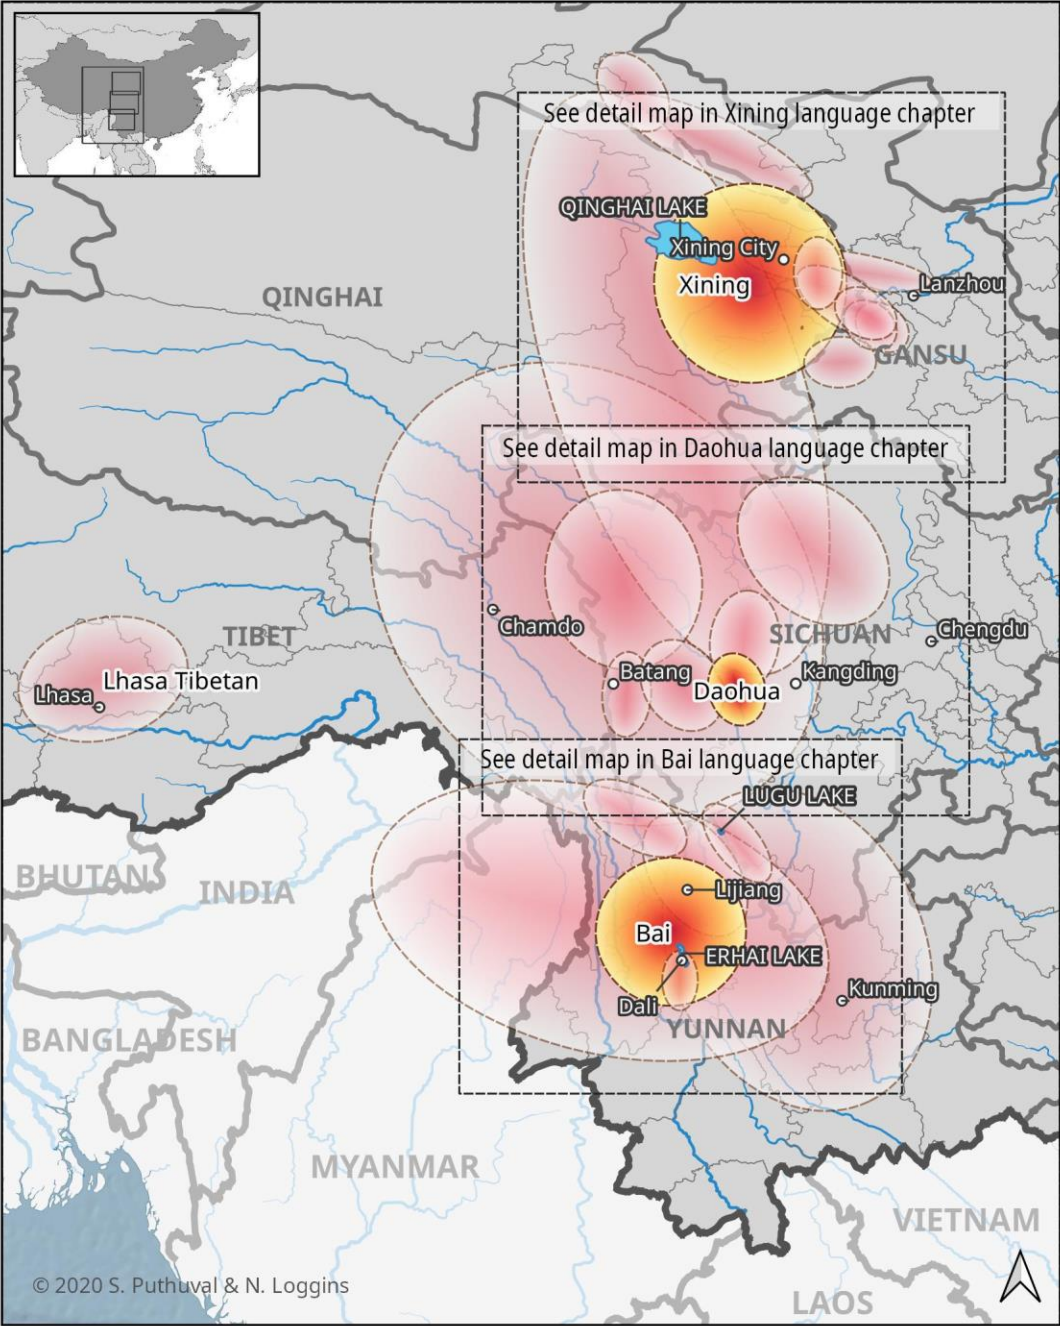 See detail map in Xining language chapter
QINGHAI LAKE
Xining City
Xining
Lanzhou
QINGHAI
GANSU
See detail map in Daohua language chapter
Chamdo
TIBET
SICHUAN
Chengdu
Batang
Kangding
Lhasa Tibetan
Lhasa
Daohua
See detail map in Bai language chapter
LUGU LAKE
BHUTAN
INDIA
Lijiang
Bai
ERHAI LAKE
Kunming
Dali
YUNNAN
BANGLADESH
MYANMAR
VIETNAM
© 2020 S. Puthuval & N. Loggins
LAOS